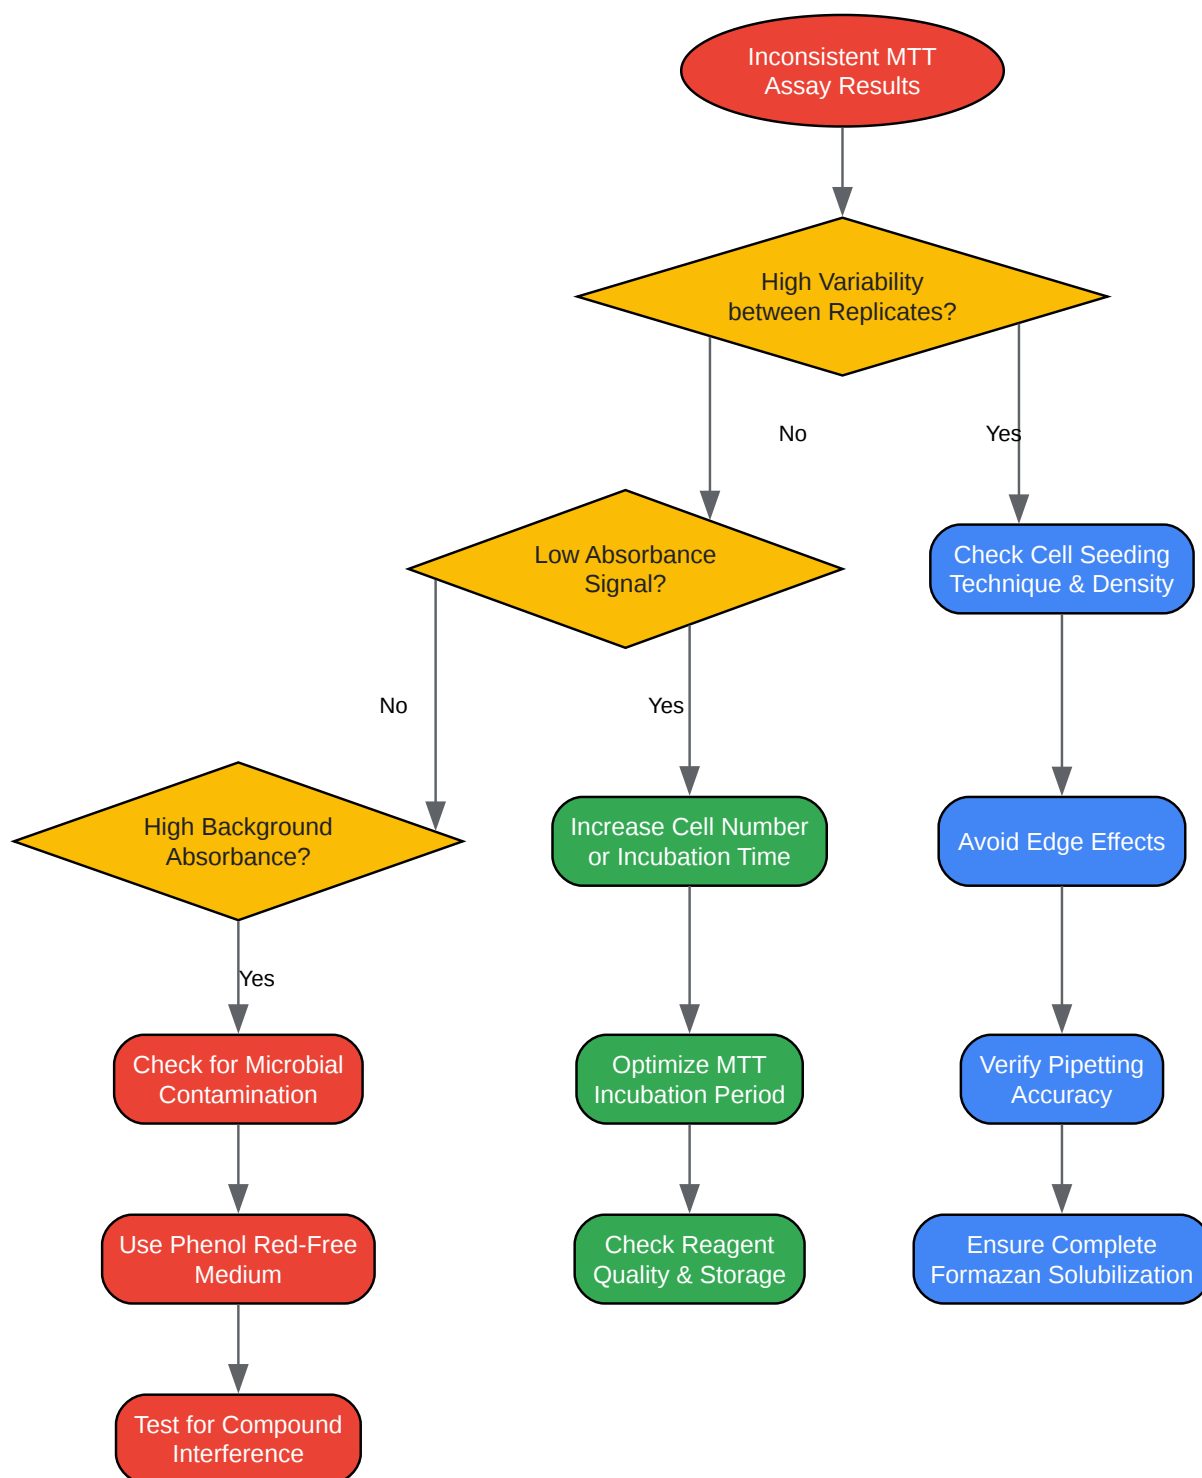 Inconsistent MTT
Assay Results
High Variability
between Replicates?
No
Yes
Low Absorbance
Signal?
Check Cell Seeding
Technique & Density
No
Yes
High Background
Absorbance?
Increase Cell Number
or Incubation Time
Avoid Edge Effects
Yes
Check for Microbial
Contamination
Optimize MTT
Incubation Period
Verify Pipetting
Accuracy
Use Phenol Red-Free
Medium
Check Reagent
Quality & Storage
Ensure Complete
Formazan Solubilization
Test for Compound
Interference